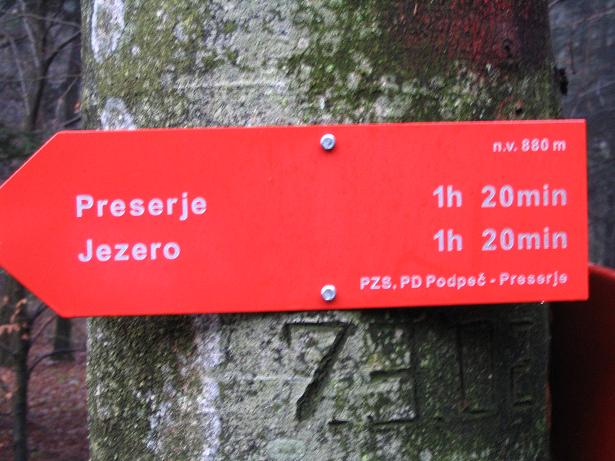 n.v. 880 m
Preserje 1h 20min
Jezero 1h 20min
PZS, PD Podpeč - Preserje